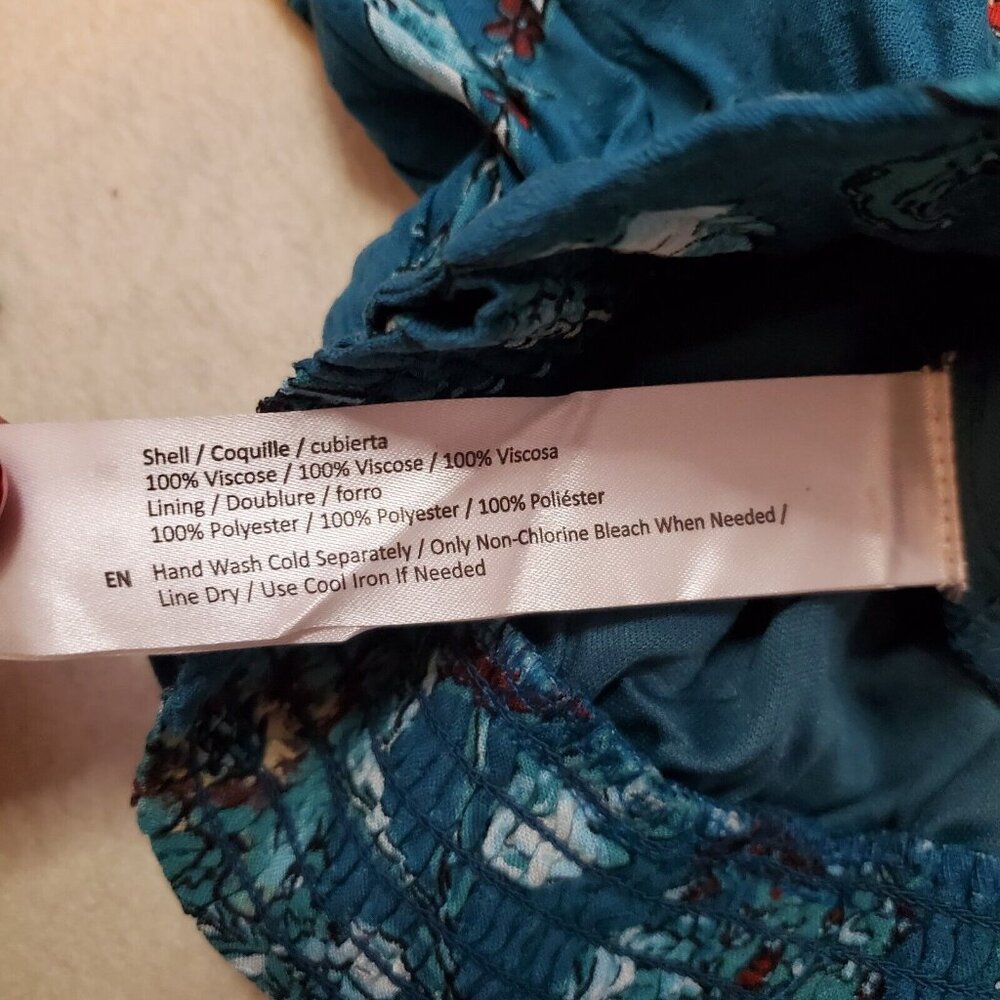 Shell / Coquille / cubierta
100% Viscose / 100% Viscose / 100% Viscosa
Lining / Doublure / forro
100% Polyester / 100% Polyester / 100% Poliéster
EN Hand Wash Cold Separately / Only Non-Chlorine Bleach When Needed /
Line Dry / Use Cool Iron If Needed